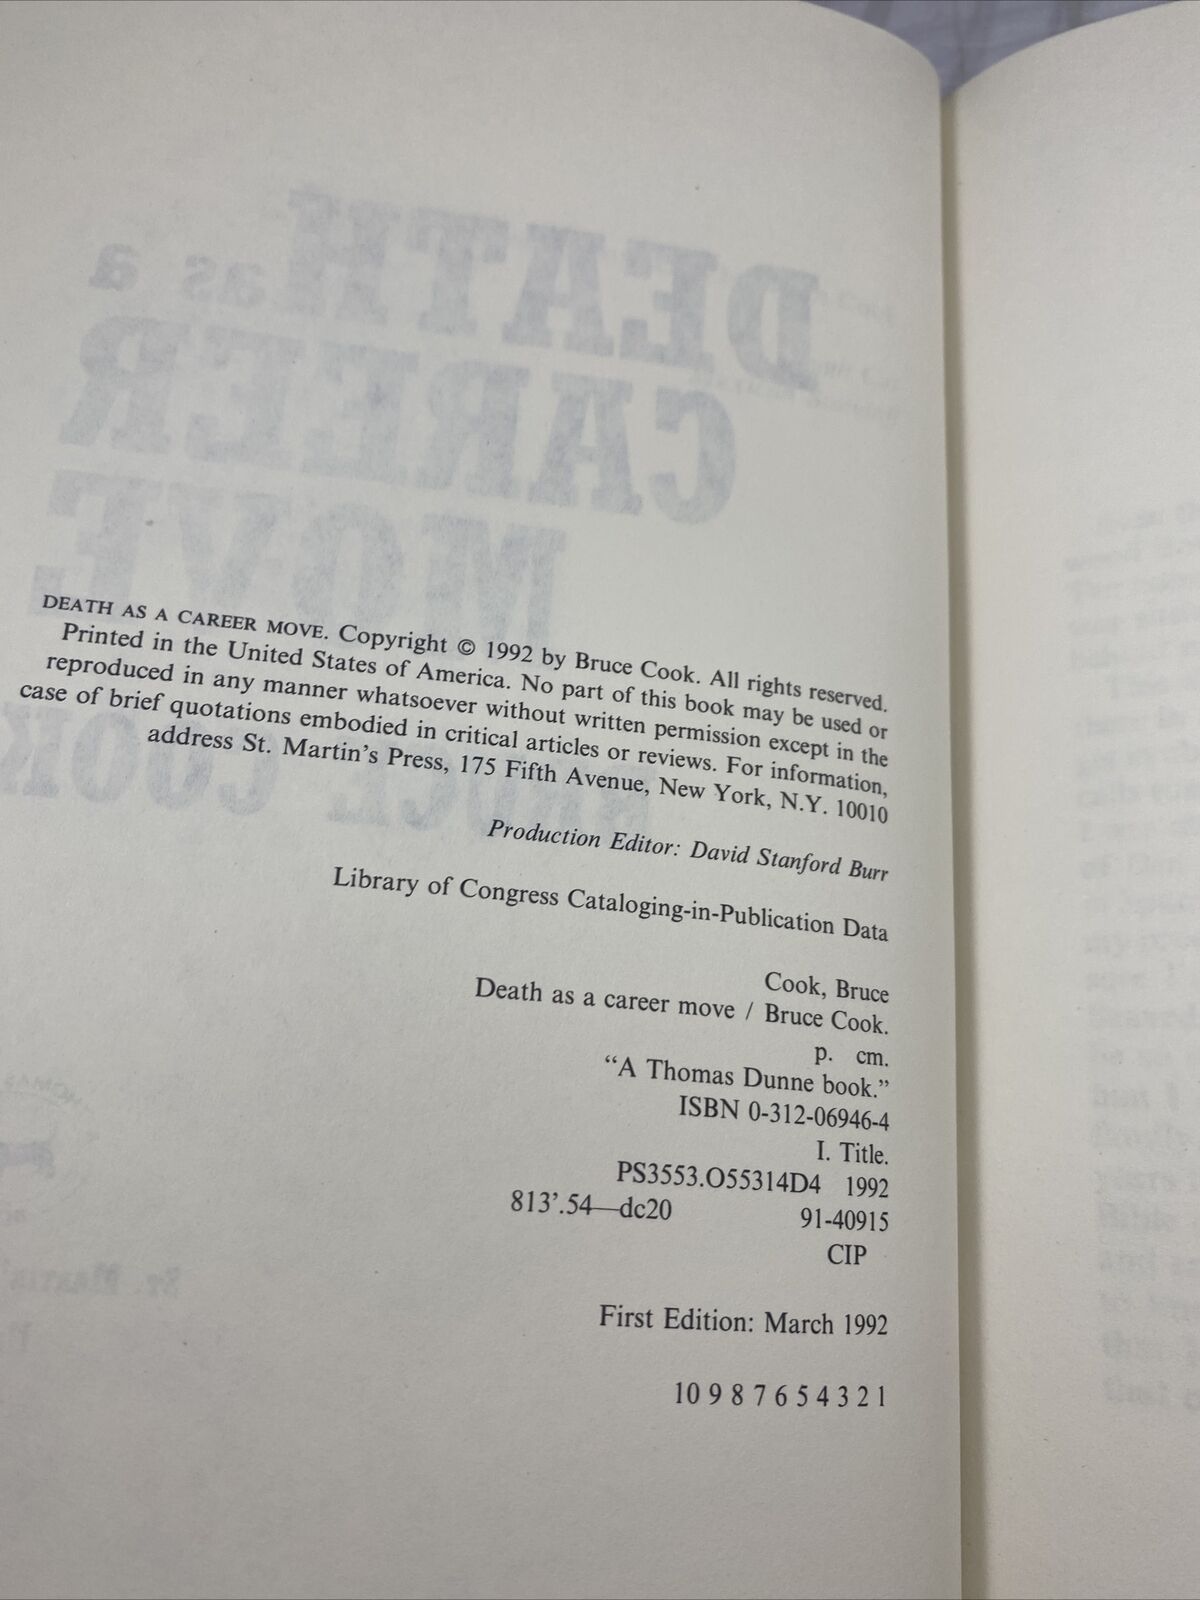 DEATH AS A CAREER MOVE. Copyright © 1992 by Bruce Cook. All rights reserved.
Printed in the United States of America. No part of this book may be used or
reproduced in any manner whatsoever without written permission except in the
case of brief quotations embodied in critical articles or reviews. For information,
address St. Martin's Press, 175 Fifth Avenue, New York, N.Y. 10010
Production Editor: David Stanford Burr
Library of Congress Cataloging-in-Publication Data
Cook, Bruce
Death as a career move / Bruce Cook.
p. cm.
“A Thomas Dunne book.”
ISBN 0-312-06946-4
I. Title.
PS3553.O55314D4 1992
813'.54—dc20 91-40915
CIP
First Edition: March 1992
10 9 8 7 6 5 4 3 2 1